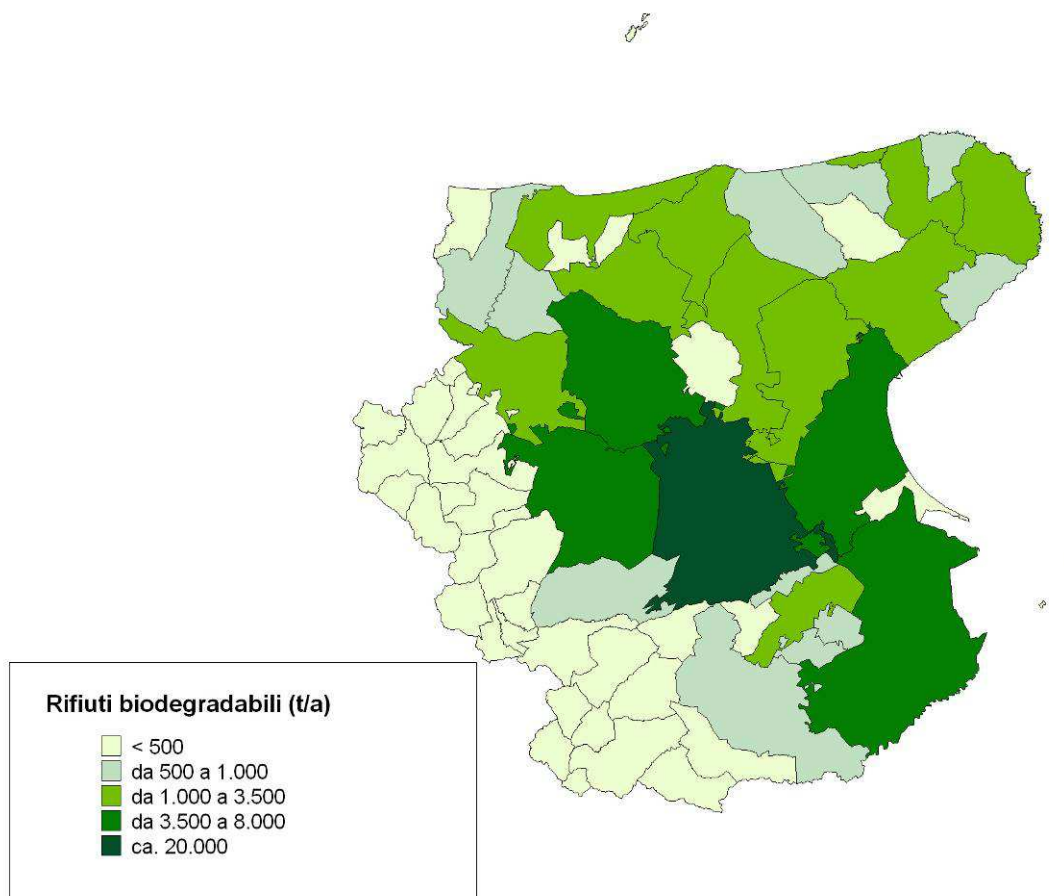 Rifiuti biodegradabili (t/a)
< 500
da 500 a 1.000
da 1.000 a 3.500
da 3.500 a 8.000
ca. 20.000